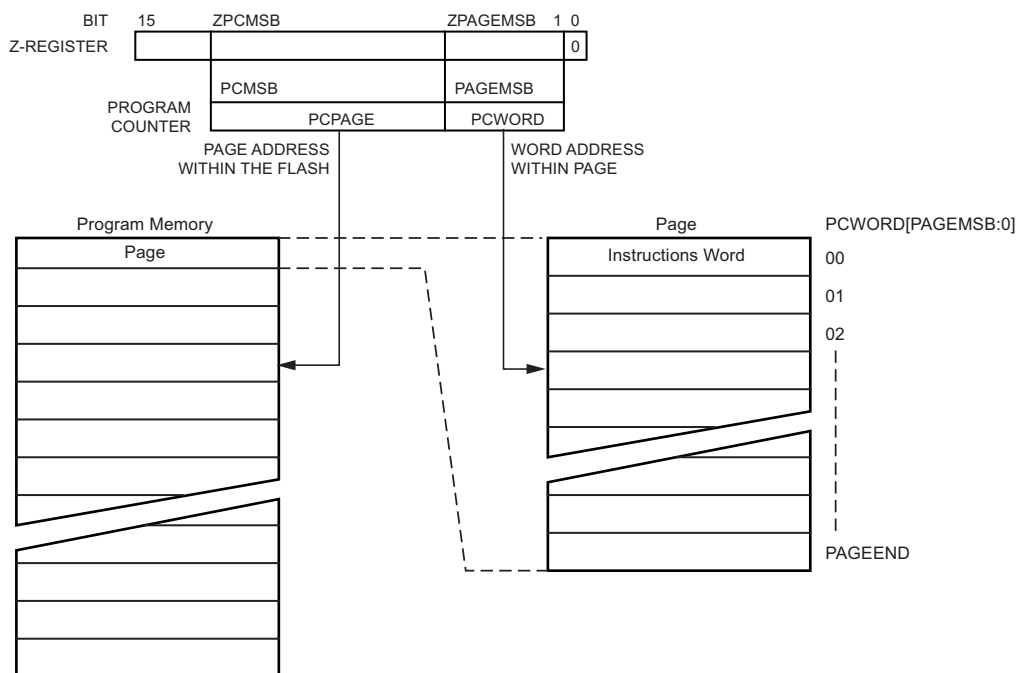 BIT 15 ZPCMSB ZPAGEMSB 1 0
Z-REGISTER 0
PCMSB PAGEMSB
PROGRAM
COUNTER
PCPAGE PCWORD
PAGE ADDRESS
WITHIN THE FLASH
WORD ADDRESS
WITHIN PAGE
Program Memory
Page
Page PCWORD[PAGEMSB:0]
Instructions Word 00
01
02
PAGEEND